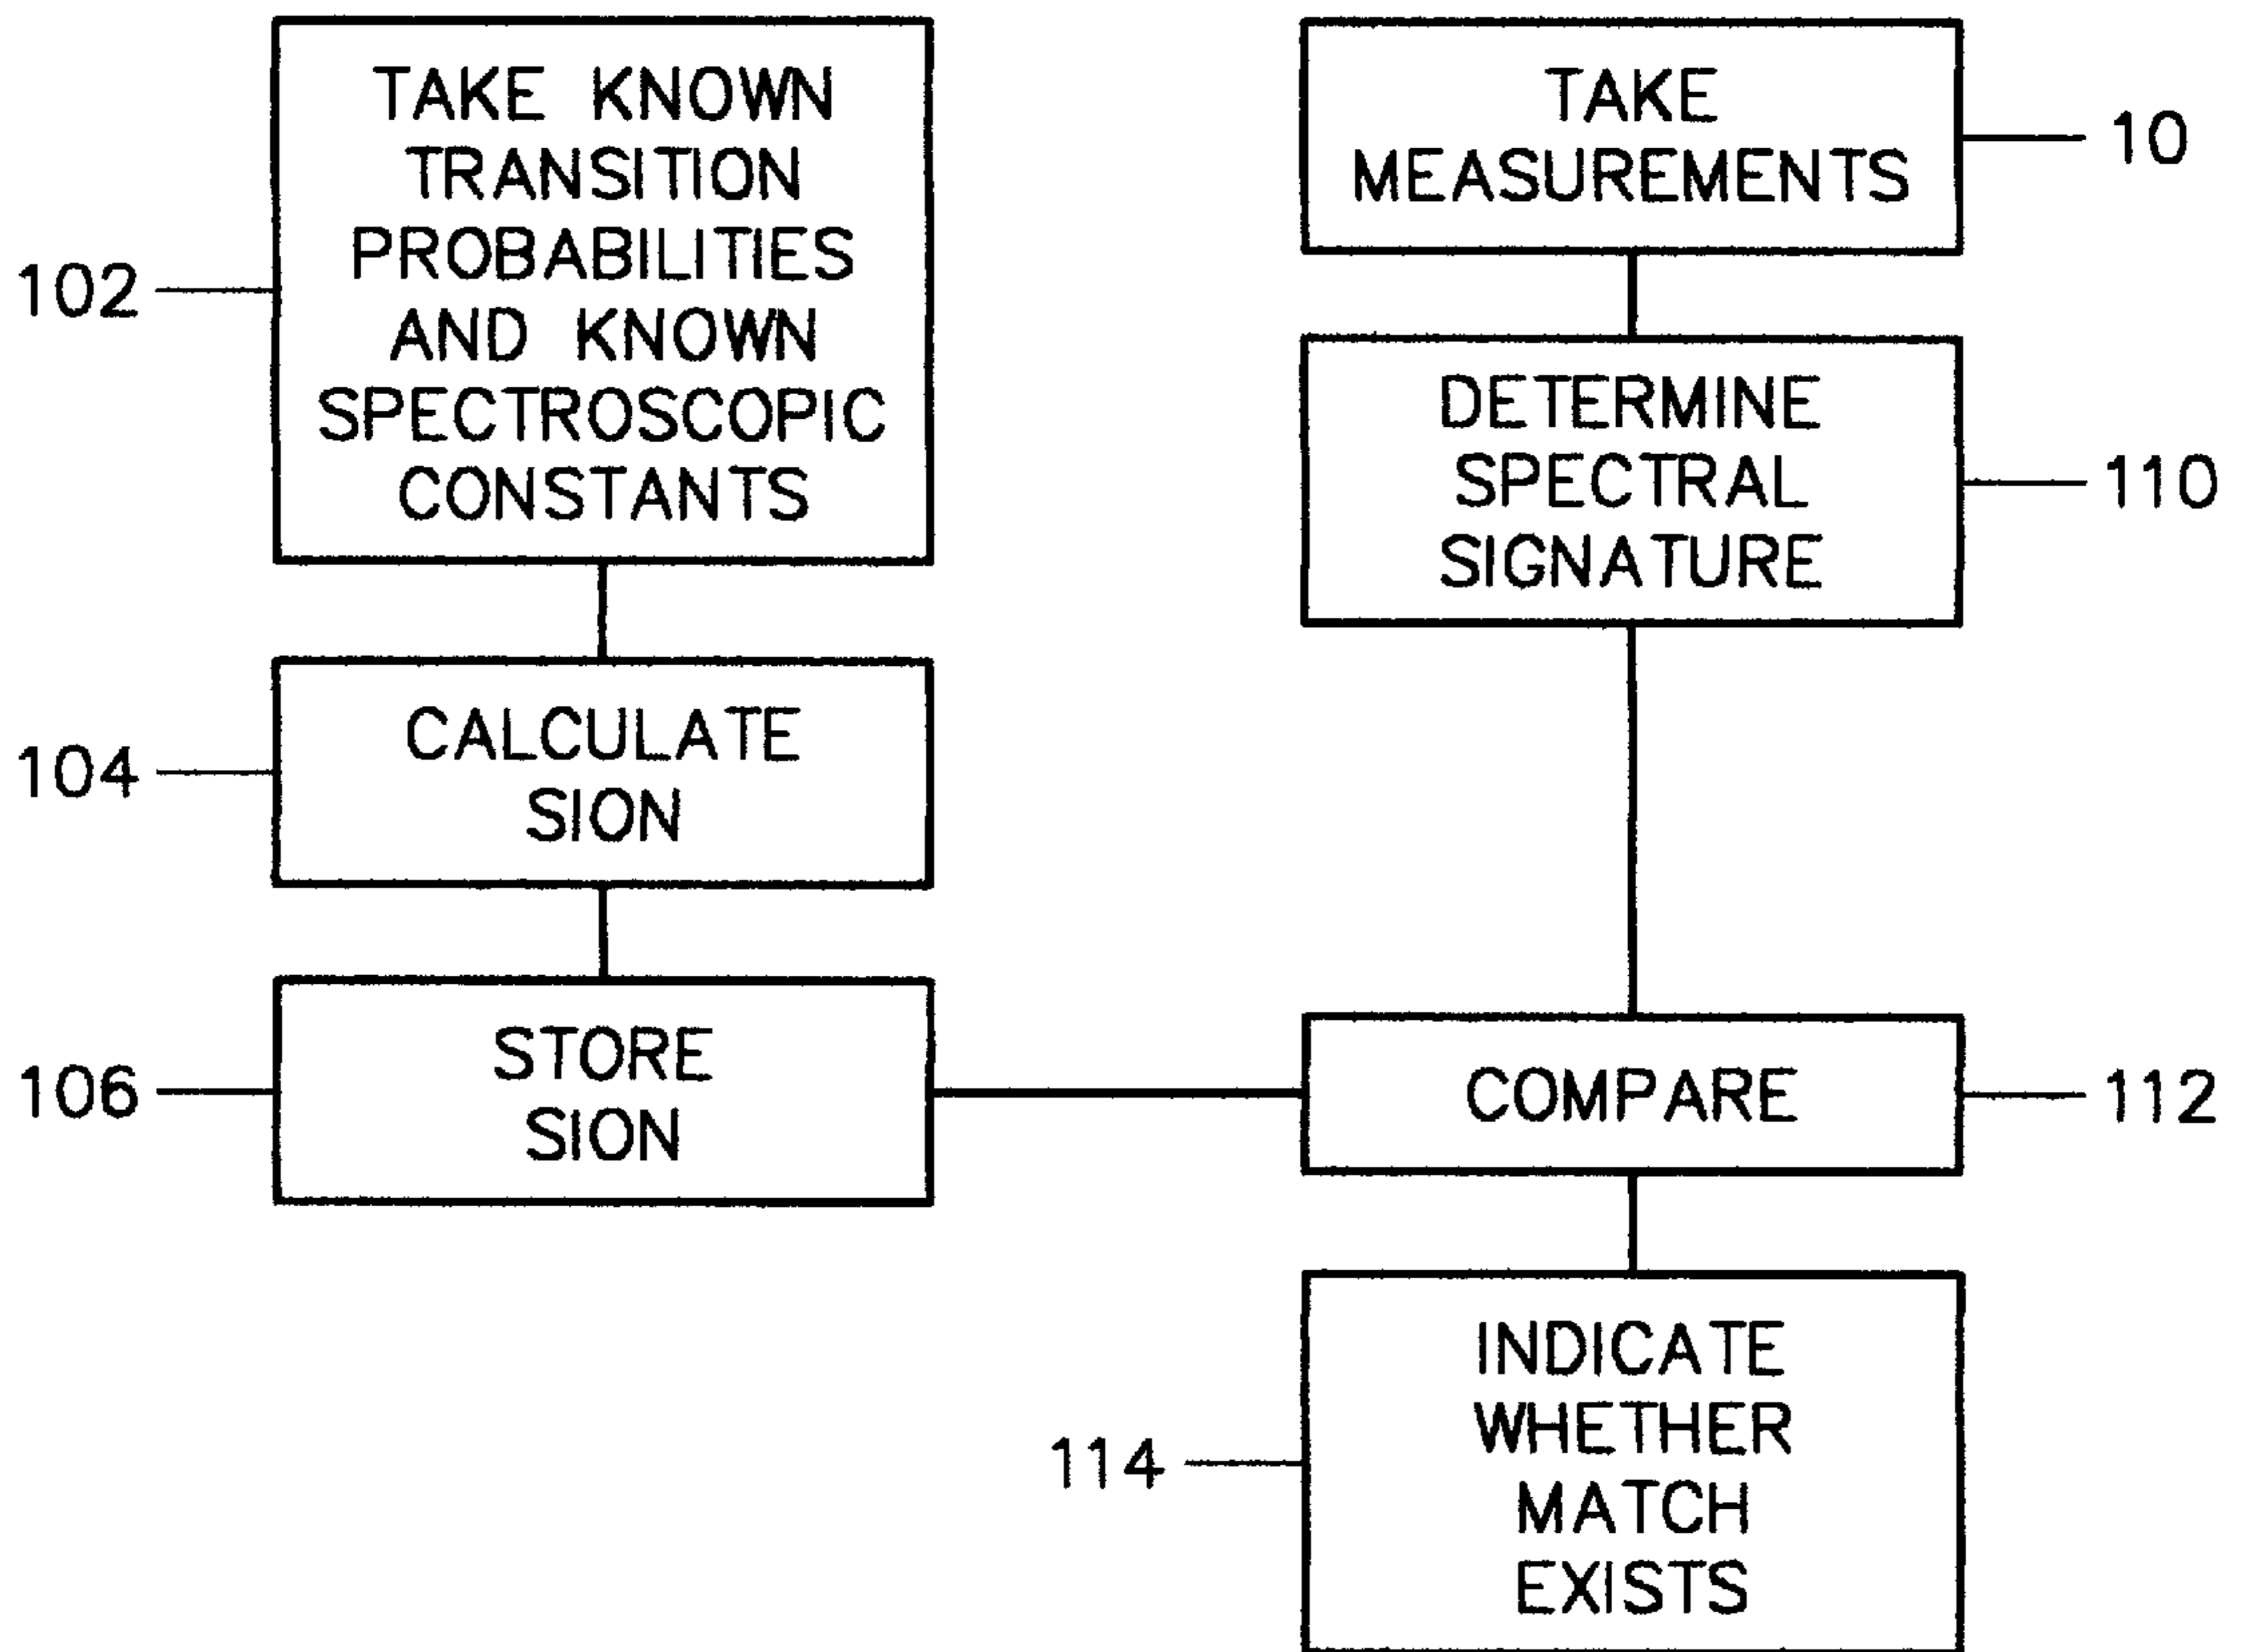 TAKE KNOWN
TRANSITION
PROBABILITIES
AND KNOWN
SPECTROSCOPIC
CONSTANTS
102
CALCULATE
SION
104
STORE
SION
106
TAKE
MEASUREMENTS
10
DETERMINE
SPECTRAL
SIGNATURE
110
COMPARE
112
INDICATE
WHETHER
MATCH
EXISTS
114